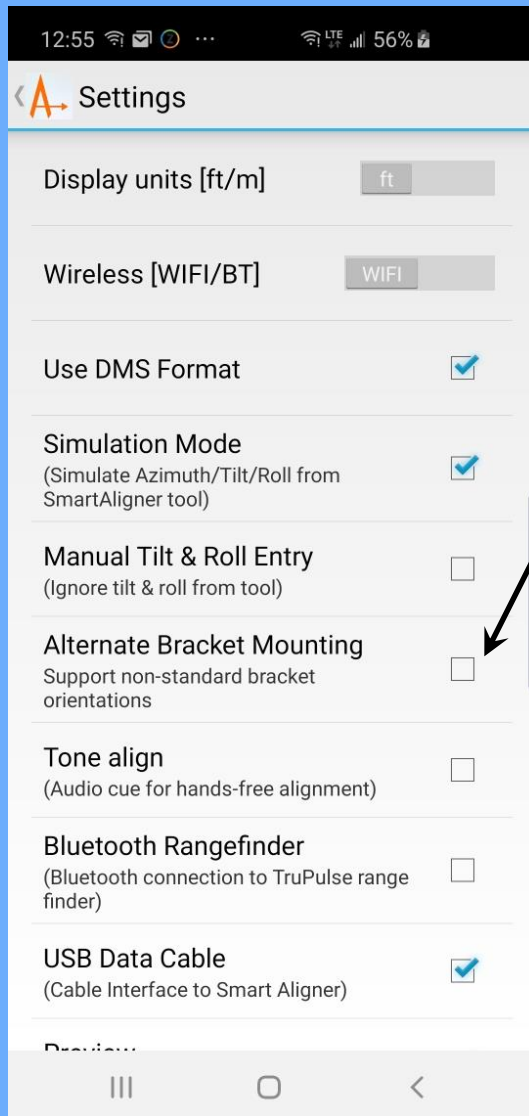 12:55 LTE 56%
Settings
Display units [ft/m] ft
Wireless [WIFI/BT] WIFI
Use DMS Format
Simulation Mode
(Simulate Azimuth/Tilt/Roll from
SmartAligner tool)
Manual Tilt & Roll Entry
(Ignore tilt & roll from tool)
Alternate Bracket Mounting
Support non-standard bracket
orientations
Tone align
(Audio cue for hands-free alignment)
Bluetooth Rangefinder
(Bluetooth connection to TruPulse range
finder)
USB Data Cable
(Cable Interface to Smart Aligner)